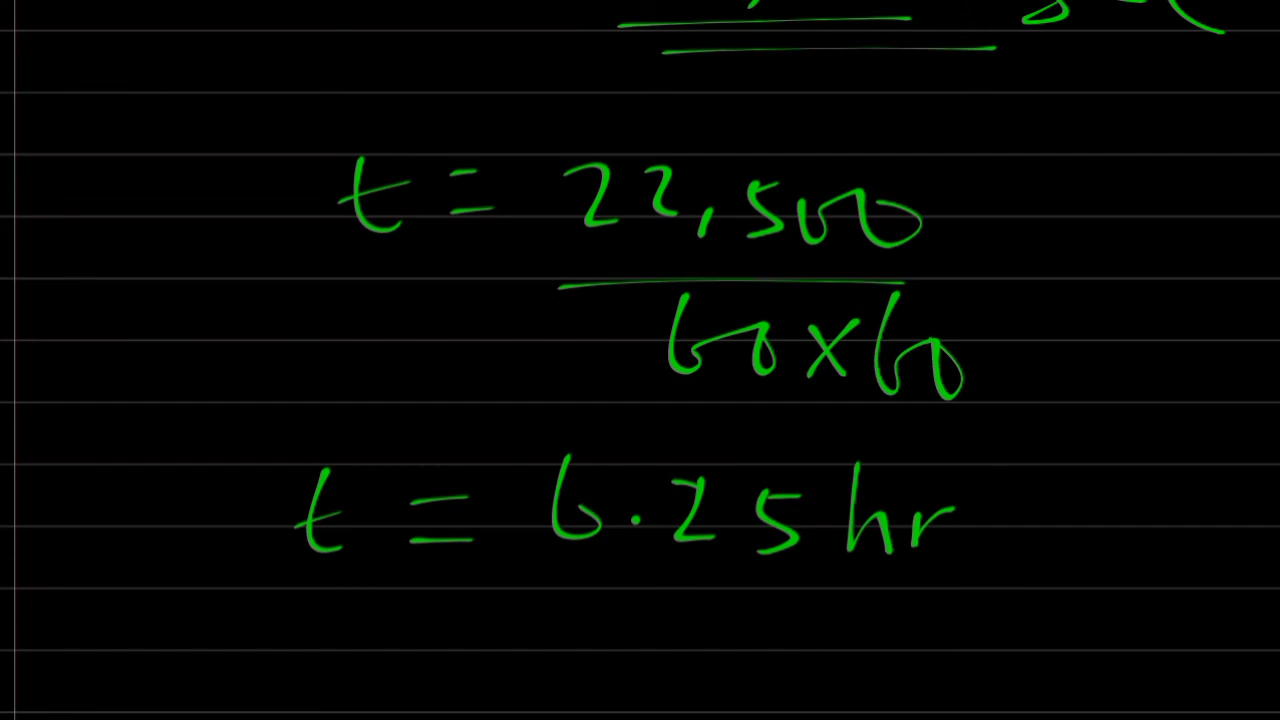 t = 22,500
60x60
t = 6.25 hr